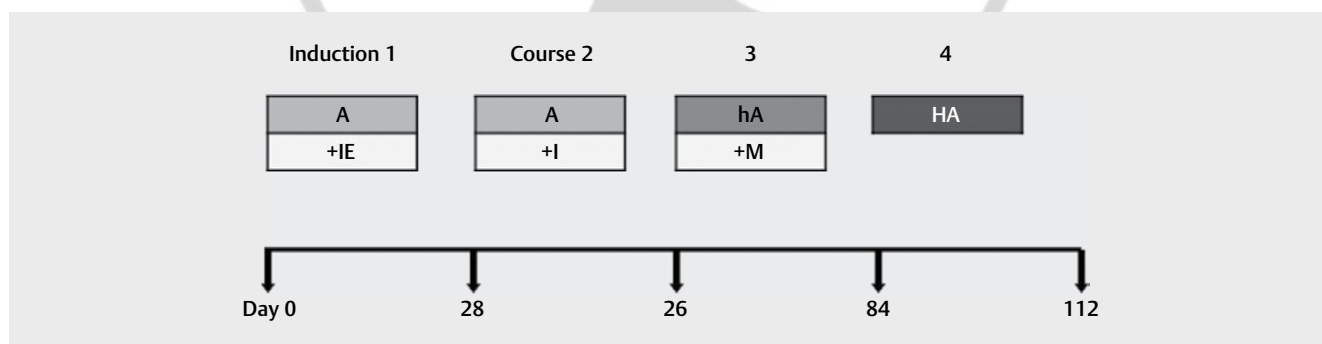 Induction 1 Course 2 3 4
A A hA HA
+IE +I +M
Day 0 28 26 84 112